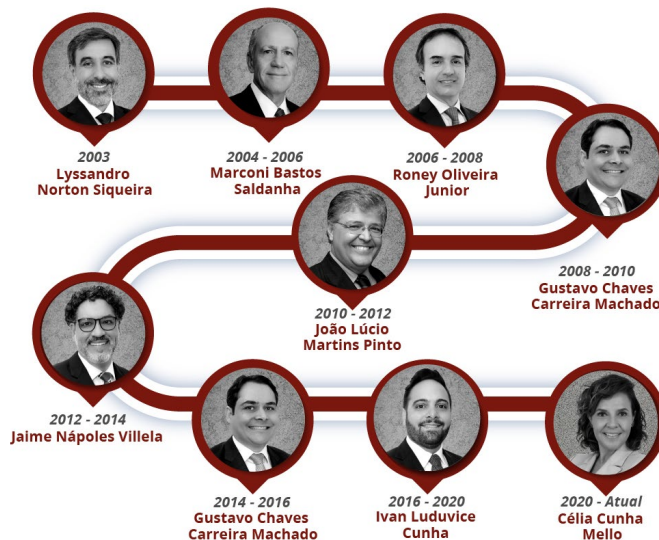 2003
Lyssandro
Norton Siqueira
2004 - 2006
Marconi Bastos
Saldanha
2006 - 2008
Roney Oliveira
Junior
2008 - 2010
Gustavo Chaves
Carreira Machado
2010 - 2012
João Lúcio
Martins Pinto
2012 - 2014
Jaime Nápoles Villela
2014 - 2016
Gustavo Chaves
Carreira Machado
2016 - 2020
Ivan Luduvice
Cunha
2020 - Atual
Célia Cunha
Mello